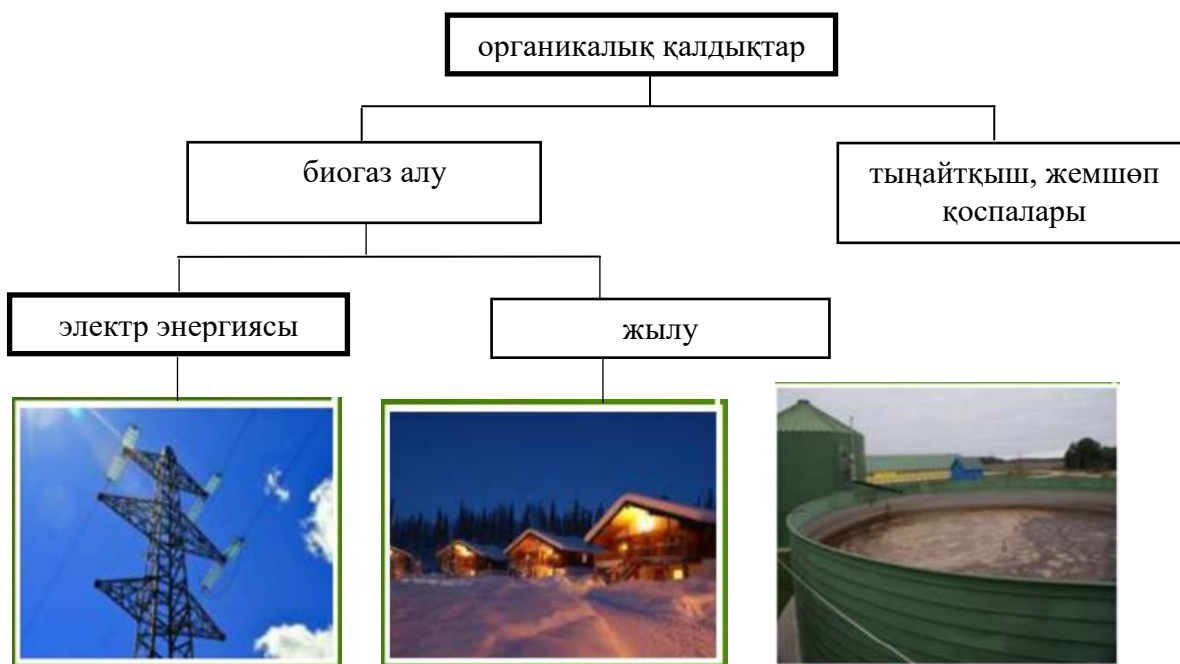 органикалық қалдықтар
биогаз алу
тыңайтқыш, жемшөп
қоспалары
электр энергиясы
жылу